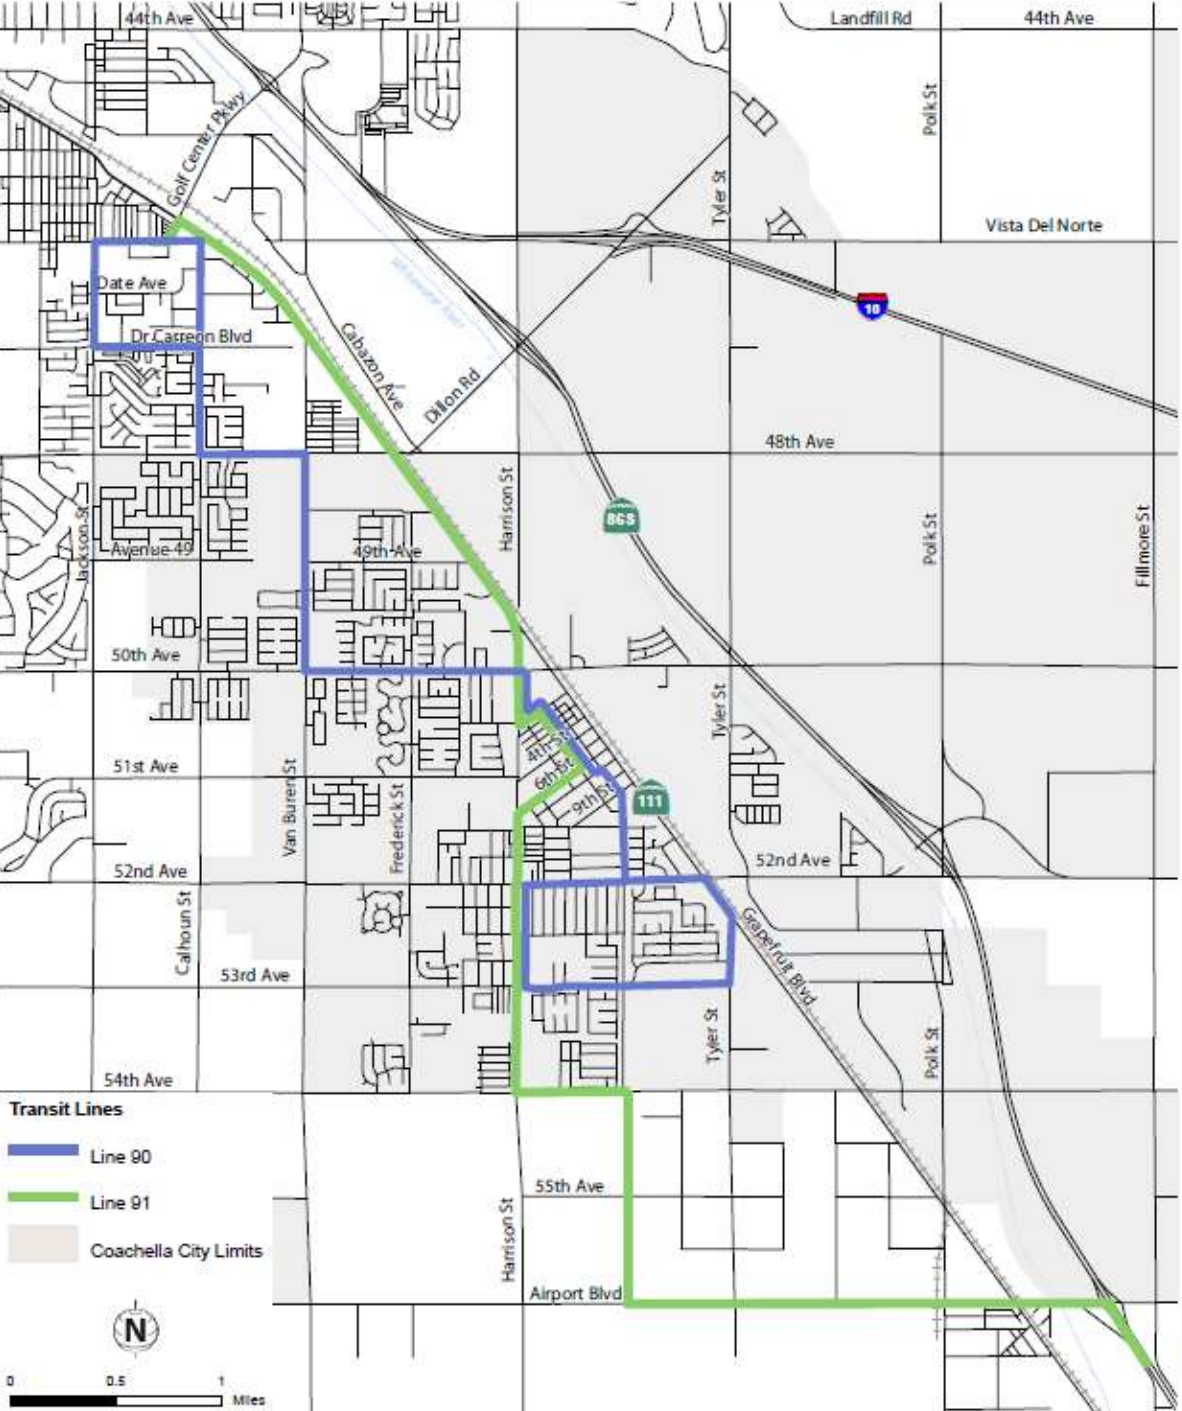 44th Ave
Landfill Rd
44th Ave
Golf Center Pkwy
Polk St
Tyler St
Vista Del Norte
Whitewater River
Date Ave
10
Dr Carreon Blvd
Cabazon Ave
Dillon Rd
48th Ave
Harrison St
86S
Jackson St
Avenue 49
49th Ave
Polk St
Fillmore St
50th Ave
Tyler St
4th St
51st Ave
6th St
Van Buren St
Frederick St
9th St
111
52nd Ave
52nd Ave
Calhoun St
Grapefruit Blvd
53rd Ave
Tyler St
Polk St
54th Ave
Transit Lines
Line 90
Line 91
Coachella City Limits
55th Ave
Harrison St
Airport Blvd
N
0 0.5 1
Miles